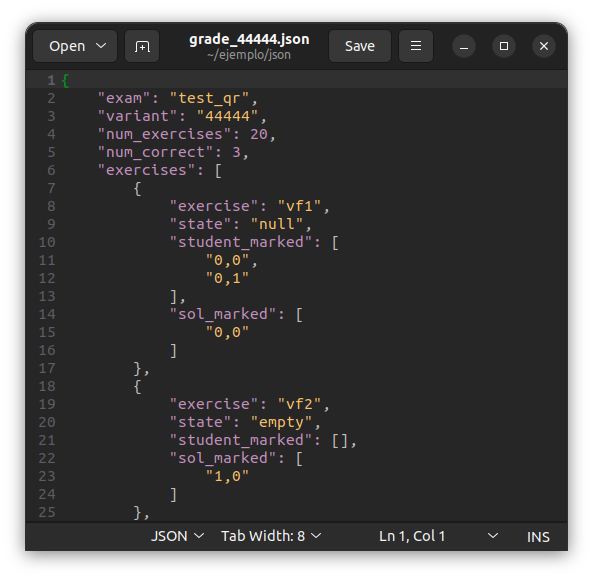 Open
grade_44444.json
~/ejemplo/json
Save
1 {
2     "exam": "test_qr",
3     "variant": "44444",
4     "num_exercises": 20,
5     "num_correct": 3,
6     "exercises": [
7         {
8             "exercise": "vf1",
9             "state": "null",
10             "student_marked": [
11                 "0,0",
12                 "0,1"
13             ],
14             "sol_marked": [
15                 "0,0"
16             ]
17         },
18         {
19             "exercise": "vf2",
20             "state": "empty",
21             "student_marked": [],
22             "sol_marked": [
23                 "1,0"
24             ]
25         },
JSON Tab Width: 8 Ln 1, Col 1 INS